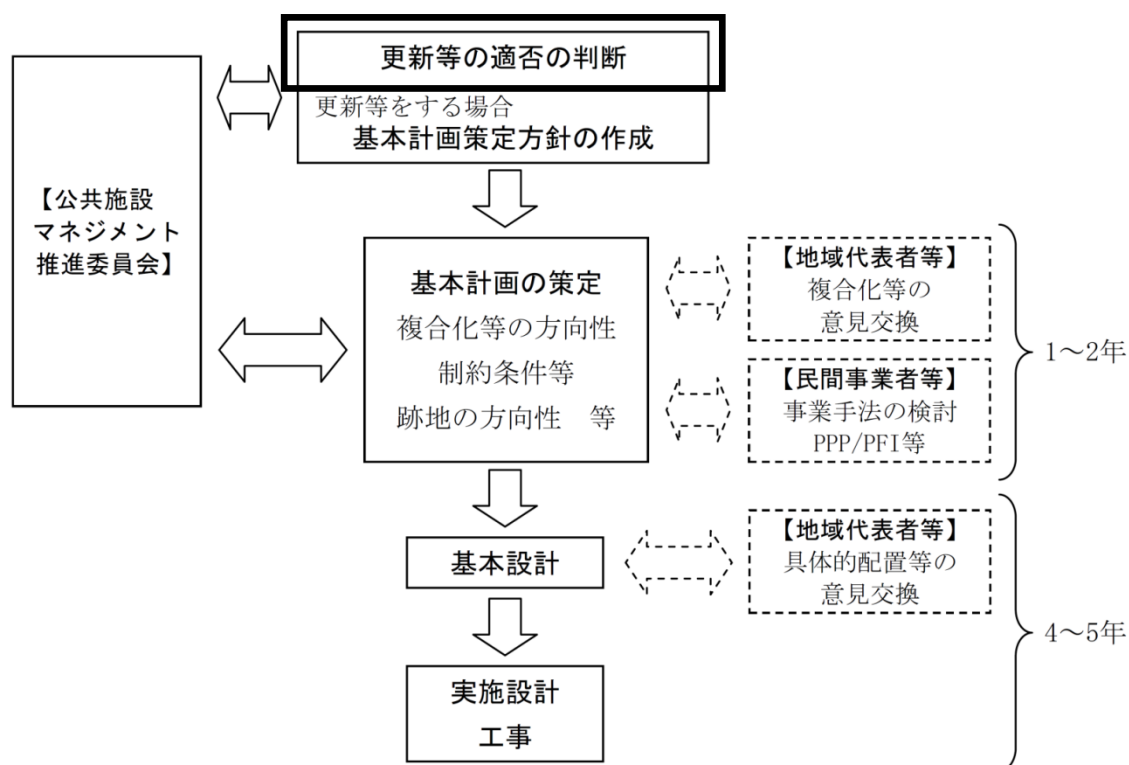 更新等の適否の判断
更新等をする場合
基本計画策定方針の作成
【公共施設
マネジメント
推進委員会】
基本計画の策定
複合化等の方向性
制約条件等
跡地の方向性　等
【地域代表者等】
複合化等の
意見交換
【民間事業者等】
事業手法の検討
PPP/PFI等
1～2年
基本設計
【地域代表者等】
具体的配置等の
意見交換
4～5年
実施設計
工事